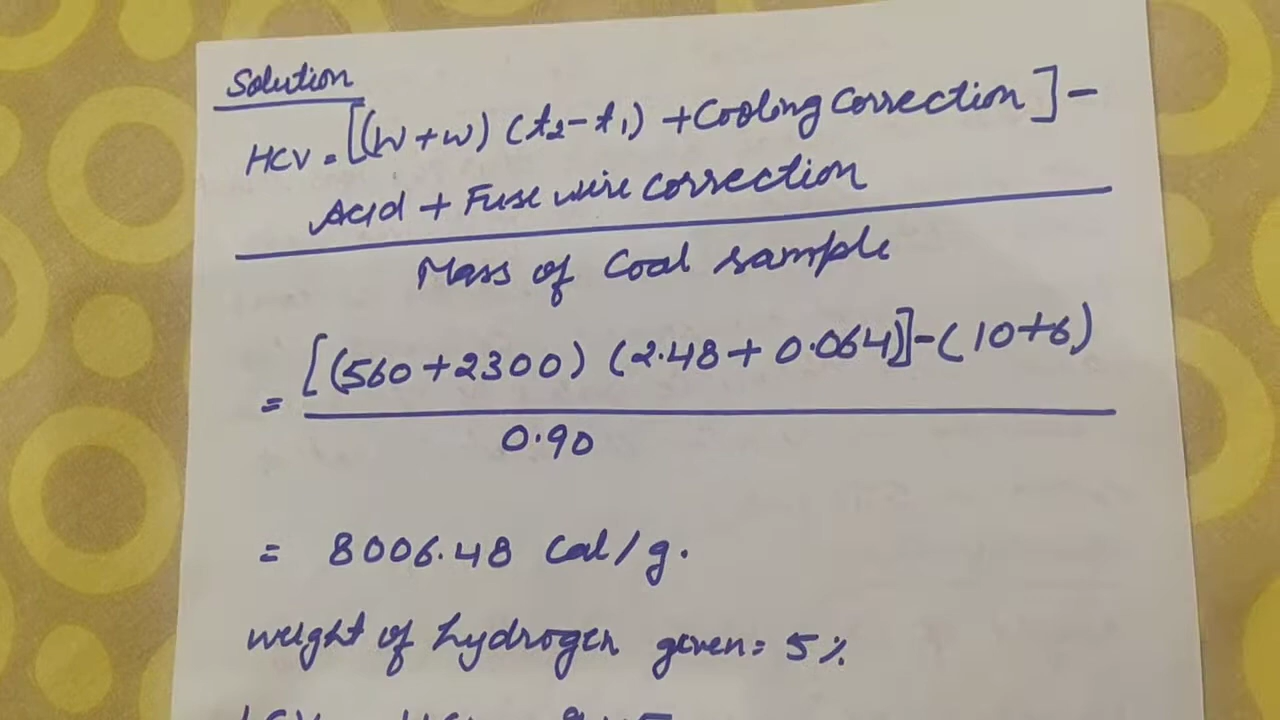 Solution
HCV = [(W+w) (t₂-t₁) + Cooling Correction] -
Acid + Fuse wire correction
Mass of Coal sample
= [(560+2300) (2.48 + 0.064)] - (10+6)
0.90
= 8006.48 Cal/g.
weight of hydrogen given = 5%